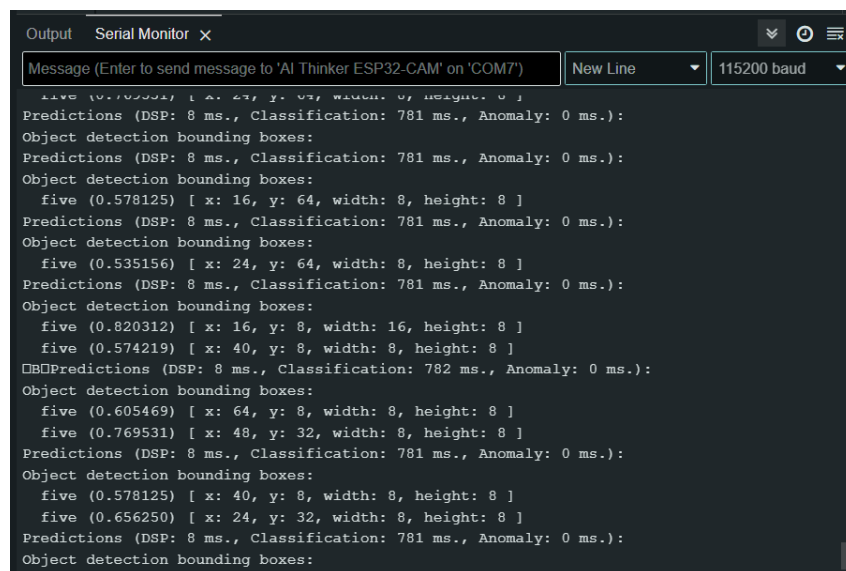 Output Serial Monitor
Message (Enter to send message to 'AI Thinker ESP32-CAM' on 'COM7') New Line 115200 baud
five (0.769531) [ x: 24, y: 64, width: 8, height: 8 ]
Predictions (DSP: 8 ms., Classification: 781 ms., Anomaly: 0 ms.):
Object detection bounding boxes:
Predictions (DSP: 8 ms., Classification: 781 ms., Anomaly: 0 ms.):
Object detection bounding boxes:
five (0.578125) [ x: 16, y: 64, width: 8, height: 8 ]
Predictions (DSP: 8 ms., Classification: 781 ms., Anomaly: 0 ms.):
Object detection bounding boxes:
five (0.535156) [ x: 24, y: 64, width: 8, height: 8 ]
Predictions (DSP: 8 ms., Classification: 781 ms., Anomaly: 0 ms.):
Object detection bounding boxes:
five (0.820312) [ x: 16, y: 8, width: 16, height: 8 ]
five (0.574219) [ x: 40, y: 8, width: 8, height: 8 ]
□B□Predictions (DSP: 8 ms., Classification: 782 ms., Anomaly: 0 ms.):
Object detection bounding boxes:
five (0.605469) [ x: 64, y: 8, width: 8, height: 8 ]
five (0.769531) [ x: 48, y: 32, width: 8, height: 8 ]
Predictions (DSP: 8 ms., Classification: 781 ms., Anomaly: 0 ms.):
Object detection bounding boxes:
five (0.578125) [ x: 40, y: 8, width: 8, height: 8 ]
five (0.656250) [ x: 24, y: 32, width: 8, height: 8 ]
Predictions (DSP: 8 ms., Classification: 781 ms., Anomaly: 0 ms.):
Object detection bounding boxes: